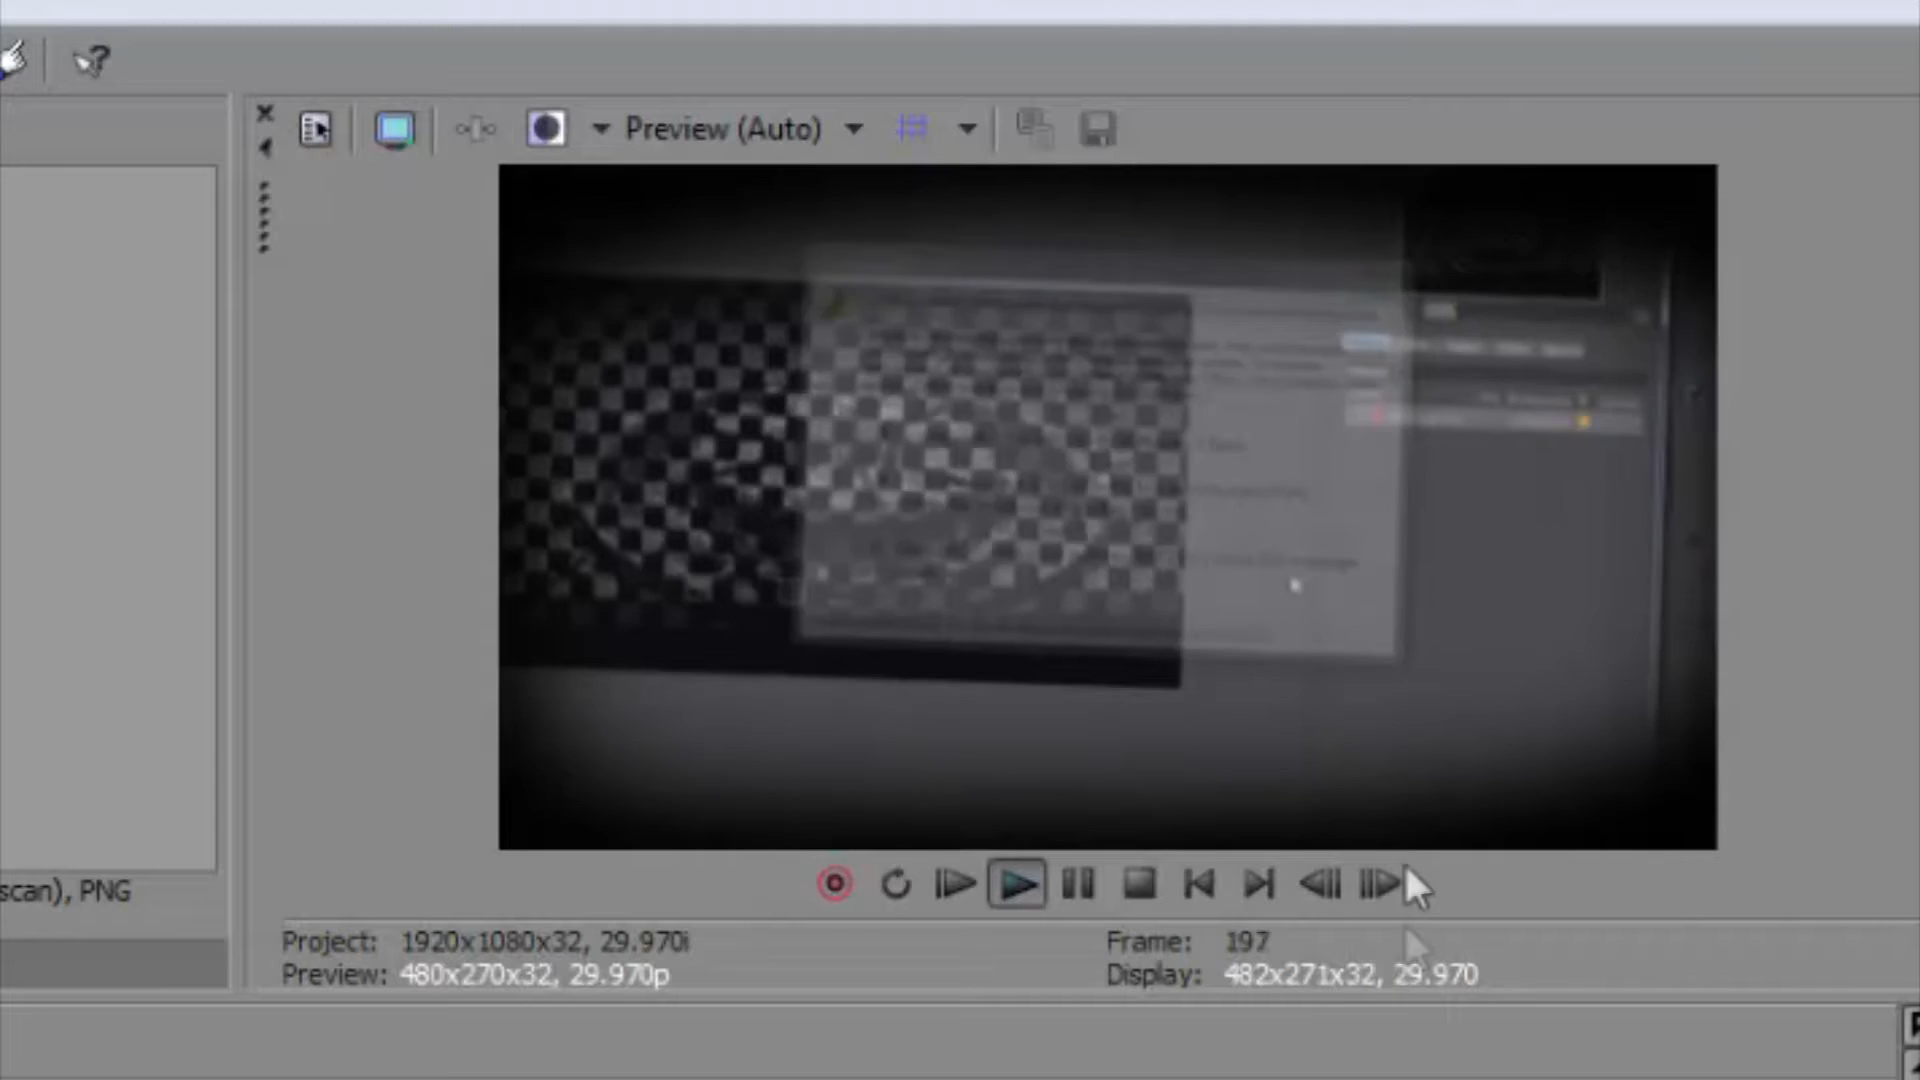 Preview (Auto)
scan), PNG
Project: 1920x1080x32, 29.970i
Frame: 197
Preview: 480x270x32, 29.970p
Display: 482x271x32, 29.970